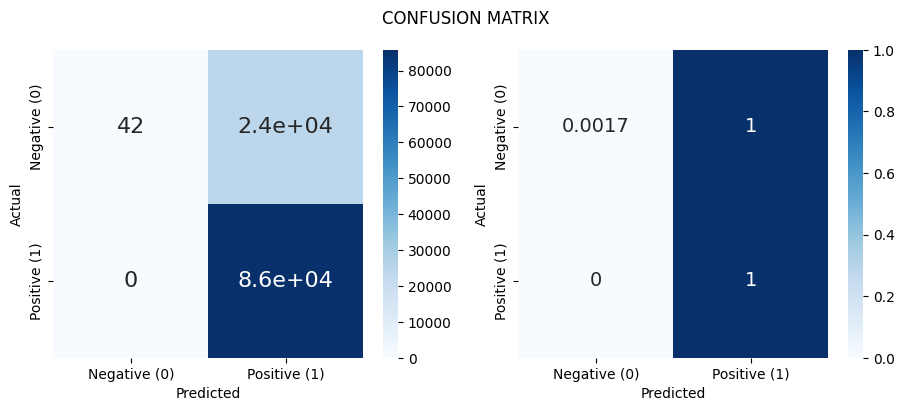 CONFUSION MATRIX
Actual
Negative (0)
Positive (1)
42
2.4e+04
0
8.6e+04
Negative (0)
Positive (1)
Predicted
80000
70000
60000
50000
40000
30000
20000
10000
0
Actual
Negative (0)
Positive (1)
0.0017
1
0
1
Negative (0)
Positive (1)
Predicted
1.0
0.8
0.6
0.4
0.2
0.0